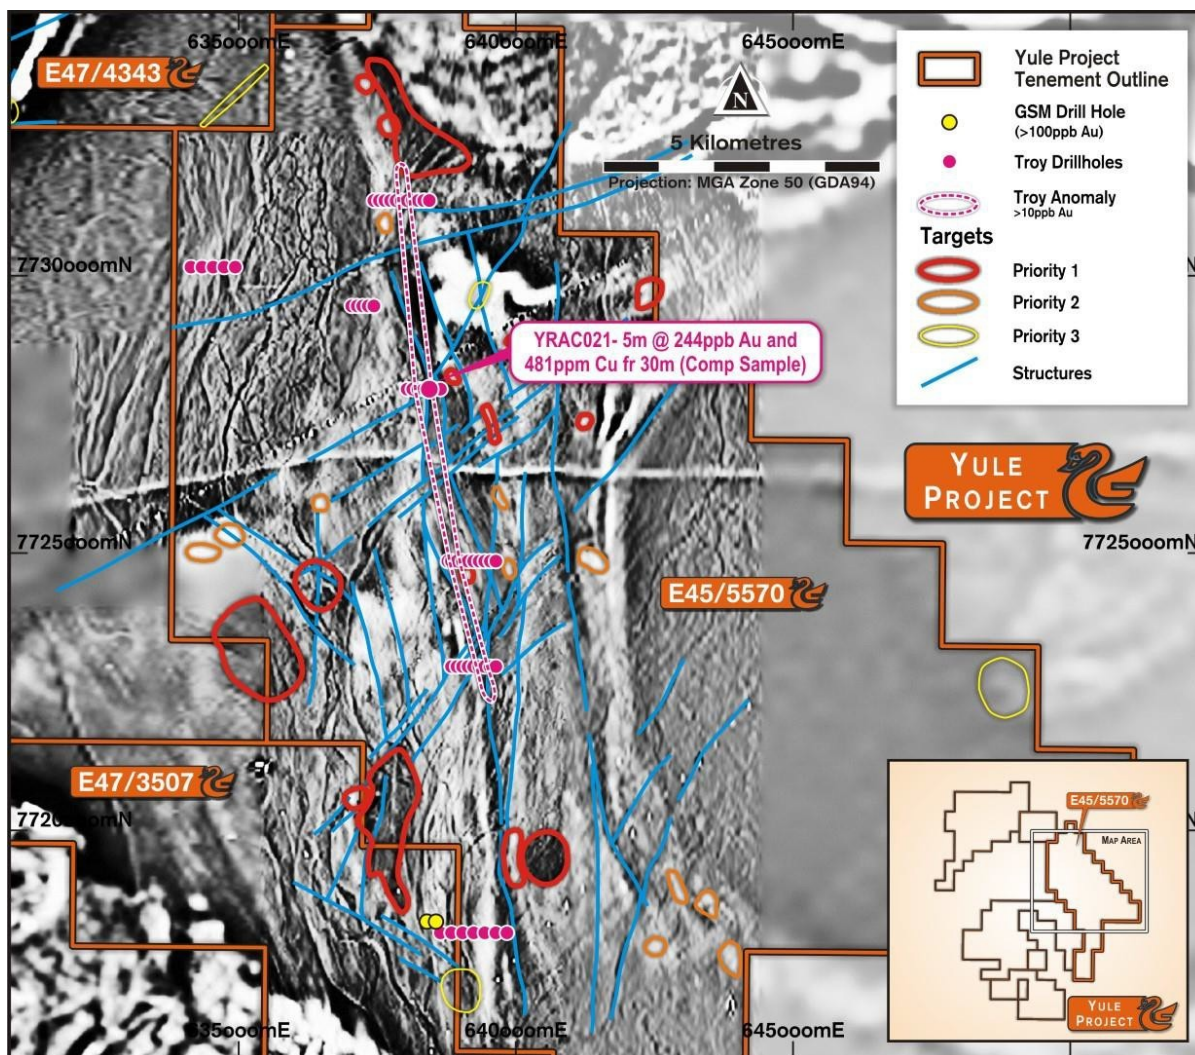 635000mE
640000mE
645000mE
E47/4343
N
5 Kilometres
Projection: MGA Zone 50 (GDA94)
Yule Project
Tenement Outline
GSM Drill Hole
(>100ppb Au)
Troy Drillholes
Troy Anomaly
>10ppb Au
Targets
Priority 1
Priority 2
Priority 3
Structures
7730000mN
YRAC021- 5m @ 244ppb Au and
481ppm Cu fr 30m (Comp Sample)
YULE
PROJECT
7725000mN
7725000mN
E45/5570
E47/3507
7720000mN
E45/5570
MAP AREA
YULE
PROJECT
635000mE
640000mE
645000mE